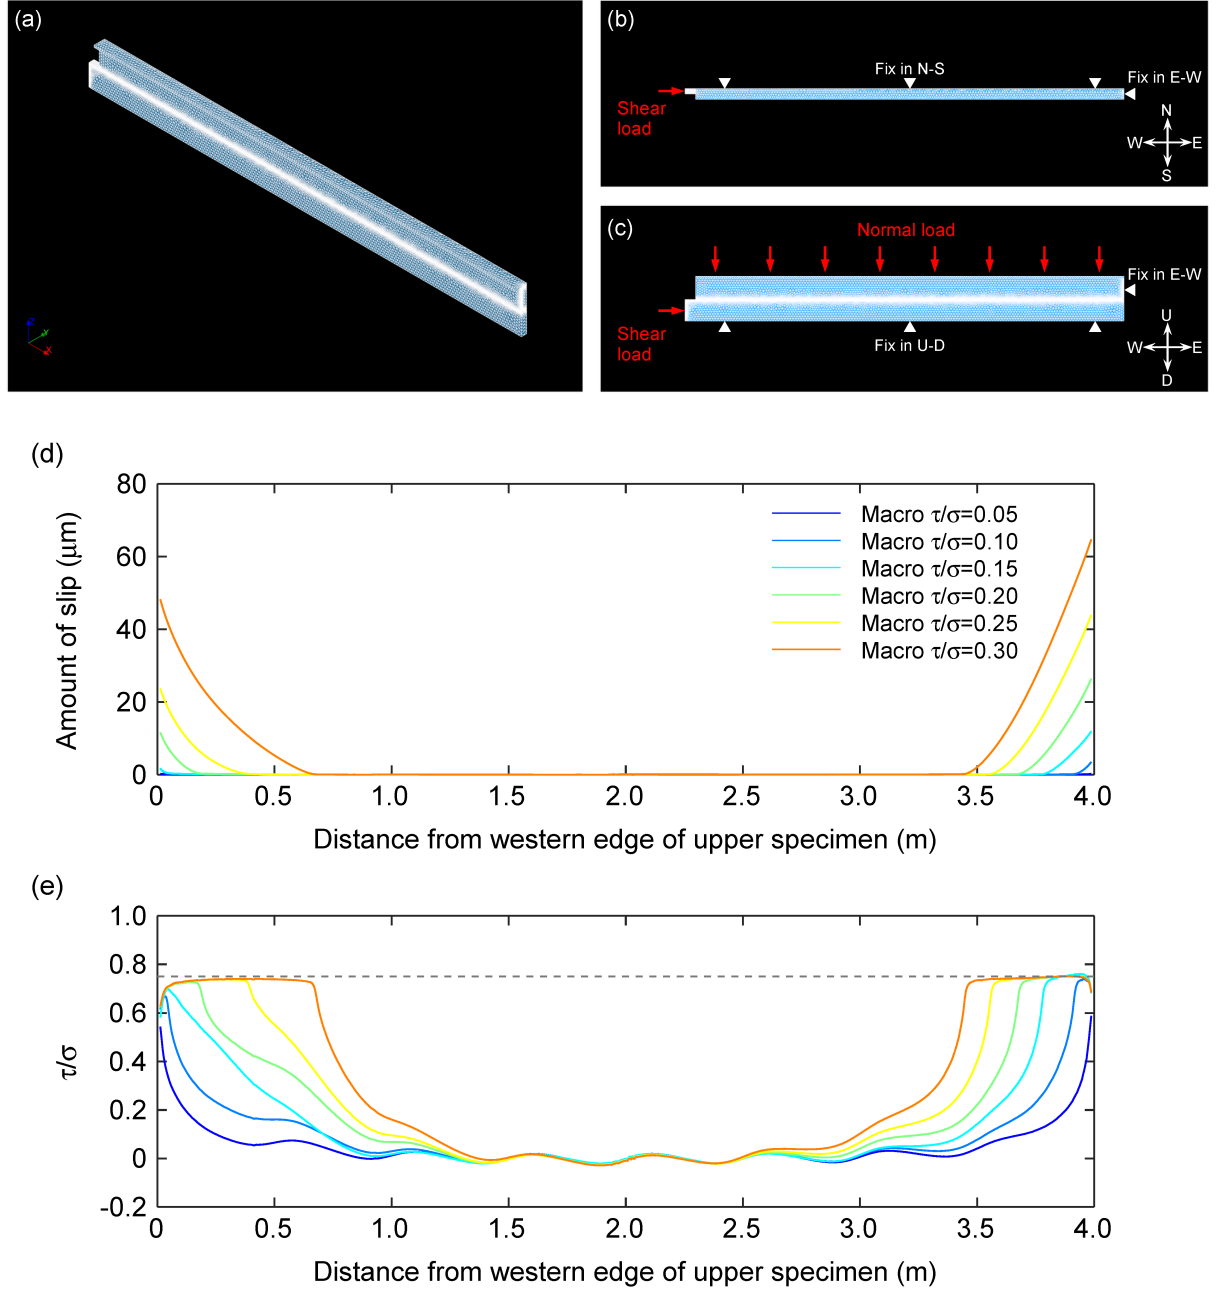 (a)
Z
Y
X
(b)
Fix in N-S
Fix in E-W
Shear
load
N
W E
S
(c)
Normal load
Fix in E-W
Shear
load
Fix in U-D
U
W E
D
(d)
80
60
40
20
0
Amount of slip (μm)
Macro τ/σ=0.05
Macro τ/σ=0.10
Macro τ/σ=0.15
Macro τ/σ=0.20
Macro τ/σ=0.25
Macro τ/σ=0.30
0 0.5 1.0 1.5 2.0 2.5 3.0 3.5 4.0
Distance from western edge of upper specimen (m)
(e)
1.0
0.8
0.6
0.4
0.2
0
-0.2
τ/σ
0 0.5 1.0 1.5 2.0 2.5 3.0 3.5 4.0
Distance from western edge of upper specimen (m)